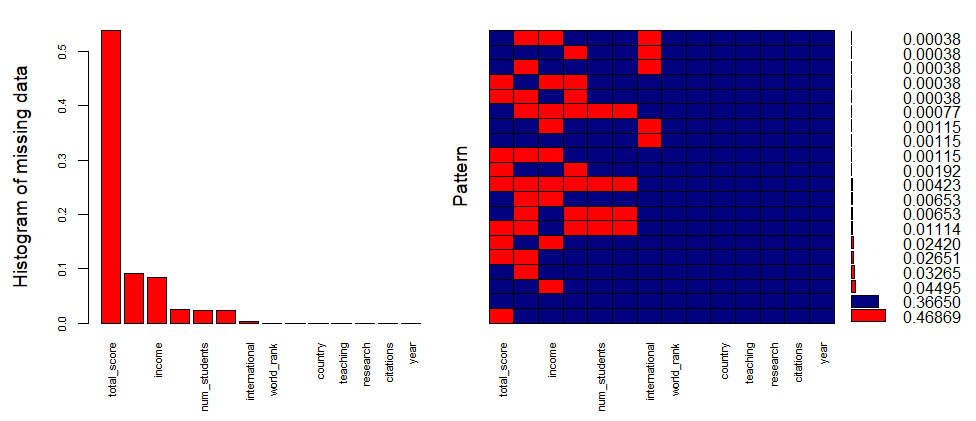 Histogram of missing data
0.5
0.4
0.3
0.2
0.1
0.0
total_score
income
num_students
international
world_rank
country
teaching
research
citations
year
Pattern
total_score
income
num_students
international
world_rank
country
teaching
research
citations
year
0.00038
0.00038
0.00038
0.00038
0.00038
0.00077
0.00115
0.00115
0.00115
0.00192
0.00423
0.00653
0.00653
0.01114
0.02420
0.02651
0.03265
0.04495
0.36650
0.46869